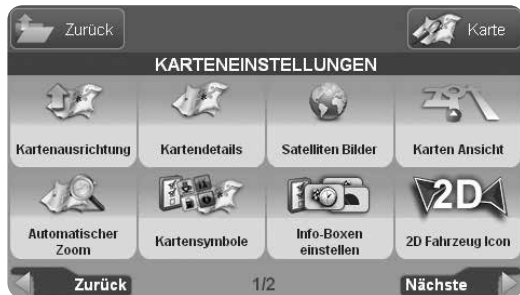 Zurück
Karte
KARTENEINSTELLUNGEN
Kartenausrichtung
Kartendetails
Satelliten Bilder
Karten Ansicht
Automatischer
Zoom
Kartensymbole
Info-Boxen
einstellen
2D
2D Fahrzeug Icon
Zurück
1/2
Nächste